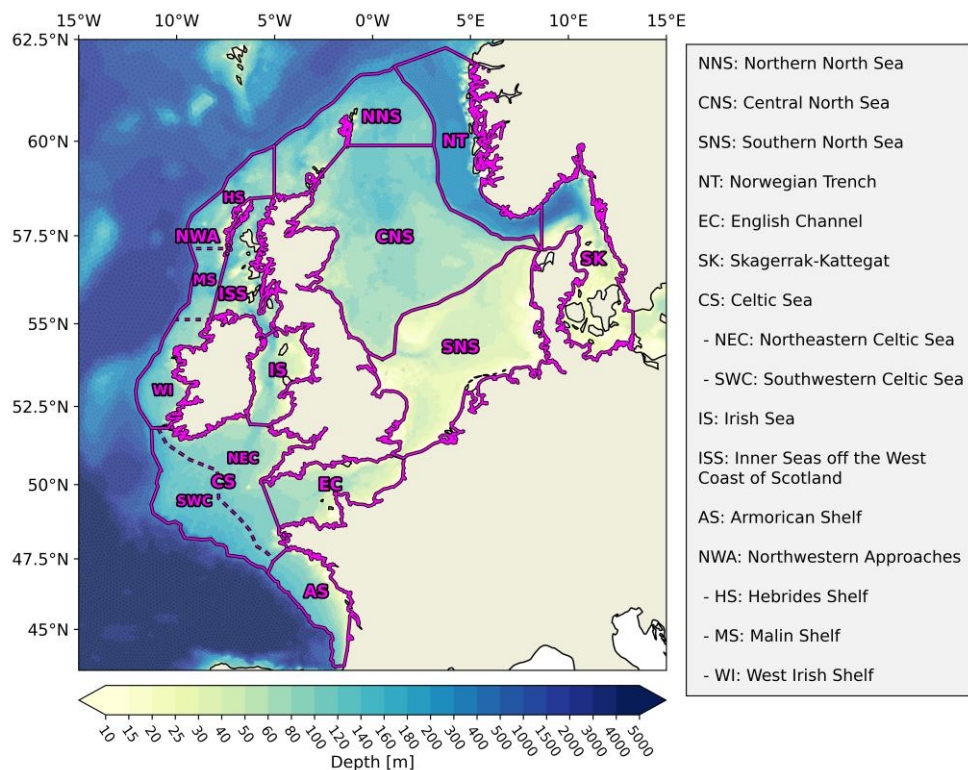 15°W 10°W 5°W 0°W 5°E 10°E 15°E
62.5°N
60°N
57.5°N
55°N
52.5°N
50°N
47.5°N
45°N
NNS
NT
HS
NWA
CNS
SK
MS
ISS
SNS
IS
WI
NEC
CS
EC
SWC
AS
10 15 20 25 30 40 50 60 80 100 120 140 160 180 200 300 400 500 1000 1500 2000 3000 4000 5000
Depth [m]
NNS: Northern North Sea
CNS: Central North Sea
SNS: Southern North Sea
NT: Norwegian Trench
EC: English Channel
SK: Skagerrak-Kattegat
CS: Celtic Sea
- NEC: Northeastern Celtic Sea
- SWC: Southwestern Celtic Sea
IS: Irish Sea
ISS: Inner Seas off the West
Coast of Scotland
AS: Armorican Shelf
NWA: Northwestern Approaches
- HS: Hebrides Shelf
- MS: Malin Shelf
- WI: West Irish Shelf